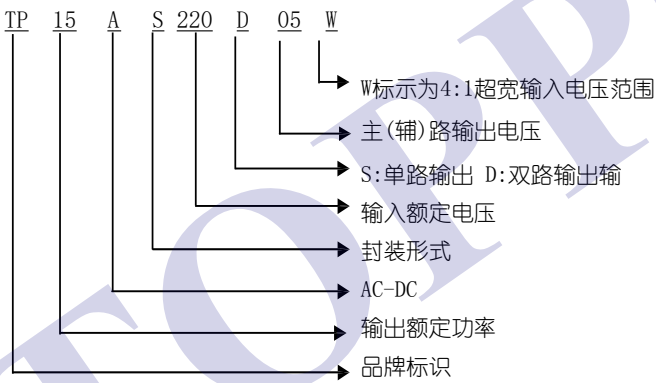 TP 15 A S 220 D 05 W
W标示为4:1超宽输入电压范围
主(辅)路输出电压
S:单路输出 D:双路输出输
输入额定电压
封装形式
AC-DC
输出额定功率
品牌标识
TOPP